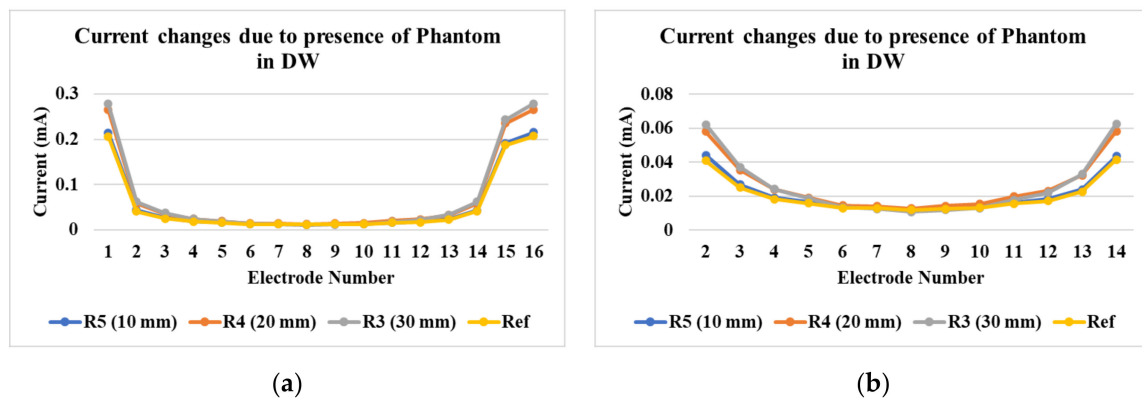 Current changes due to presence of Phantom
in DW
Current (mA)
0.3
0.2
0.1
0
1 2 3 4 5 6 7 8 9 10 11 12 13 14 15 16
Electrode Number
R5 (10 mm) R4 (20 mm) R3 (30 mm) Ref
(a)
Current changes due to presence of Phantom
in DW
Current (mA)
0.08
0.06
0.04
0.02
0
2 3 4 5 6 7 8 9 10 11 12 13 14
Electrode Number
R5 (10 mm) R4 (20 mm) R3 (30 mm) Ref
(b)